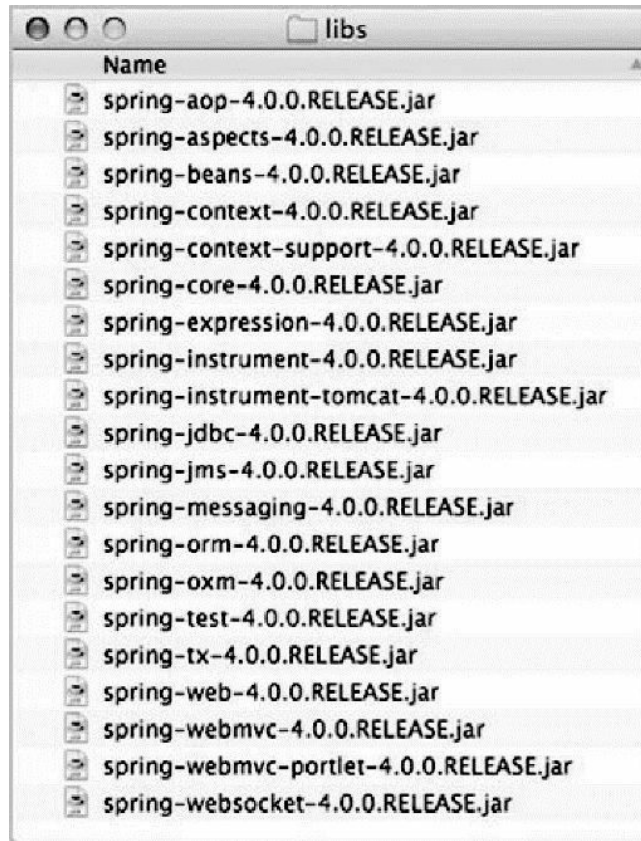 libs
Name
spring-aop-4.0.0.RELEASE.jar
spring-aspects-4.0.0.RELEASE.jar
spring-beans-4.0.0.RELEASE.jar
spring-context-4.0.0.RELEASE.jar
spring-context-support-4.0.0.RELEASE.jar
spring-core-4.0.0.RELEASE.jar
spring-expression-4.0.0.RELEASE.jar
spring-instrument-4.0.0.RELEASE.jar
spring-instrument-tomcat-4.0.0.RELEASE.jar
spring-jdbc-4.0.0.RELEASE.jar
spring-jms-4.0.0.RELEASE.jar
spring-messaging-4.0.0.RELEASE.jar
spring-orm-4.0.0.RELEASE.jar
spring-oxm-4.0.0.RELEASE.jar
spring-test-4.0.0.RELEASE.jar
spring-tx-4.0.0.RELEASE.jar
spring-web-4.0.0.RELEASE.jar
spring-webmvc-4.0.0.RELEASE.jar
spring-webmvc-portlet-4.0.0.RELEASE.jar
spring-websocket-4.0.0.RELEASE.jar